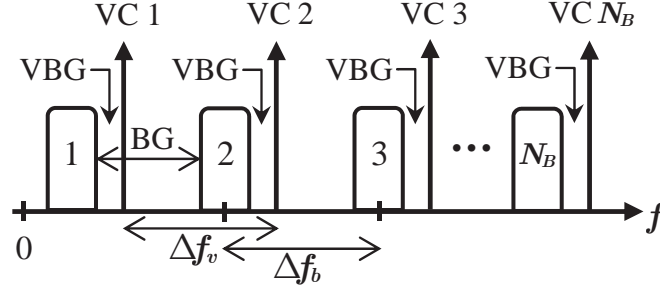 VC 1 VC 2 VC 3 VC N_B
VBG VBG VBG VBG
1 BG 2 3 ••• N_B
f
0 Δf_v Δf_b